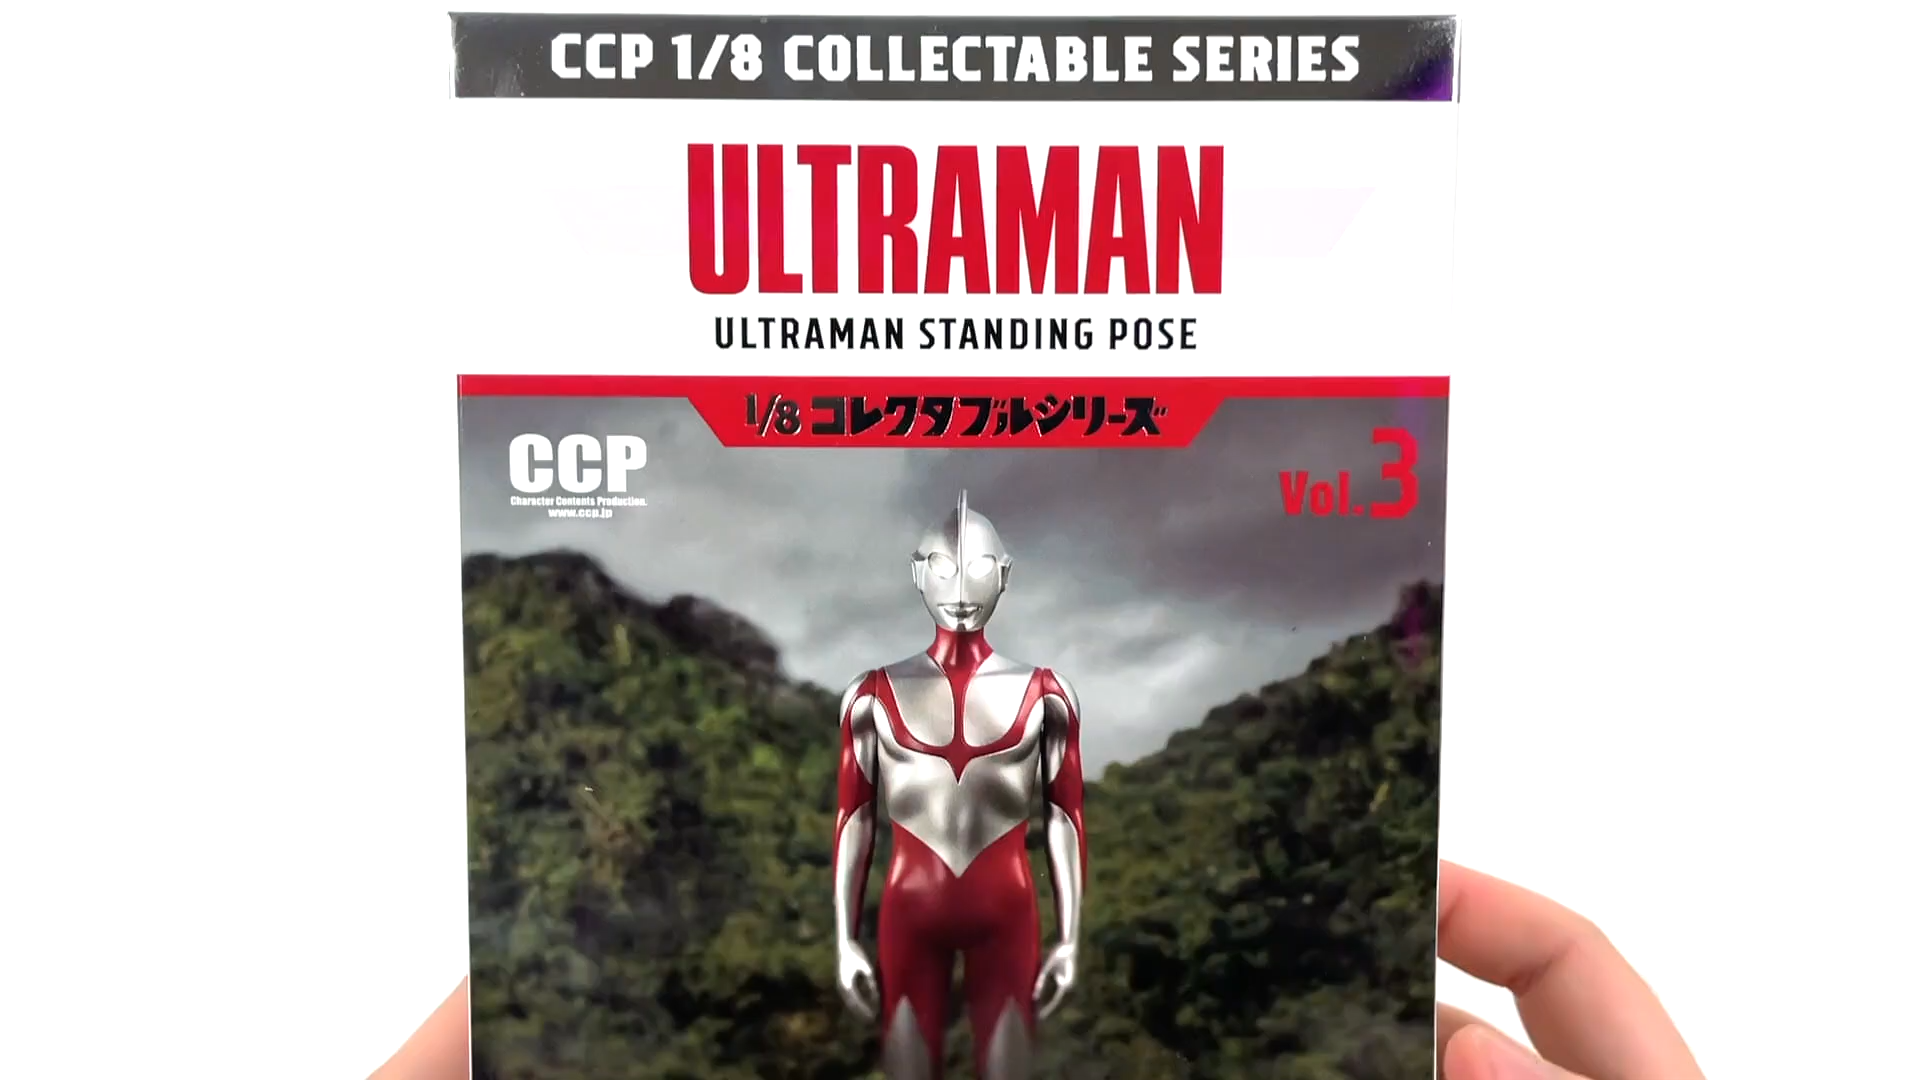 CCP 1/8 COLLECTABLE SERIES
ULTRAMAN
ULTRAMAN STANDING POSE
1/8 コレクタブルシリーズ
CCP
Character Contents Production.
www.ccp.jp
Vol.3